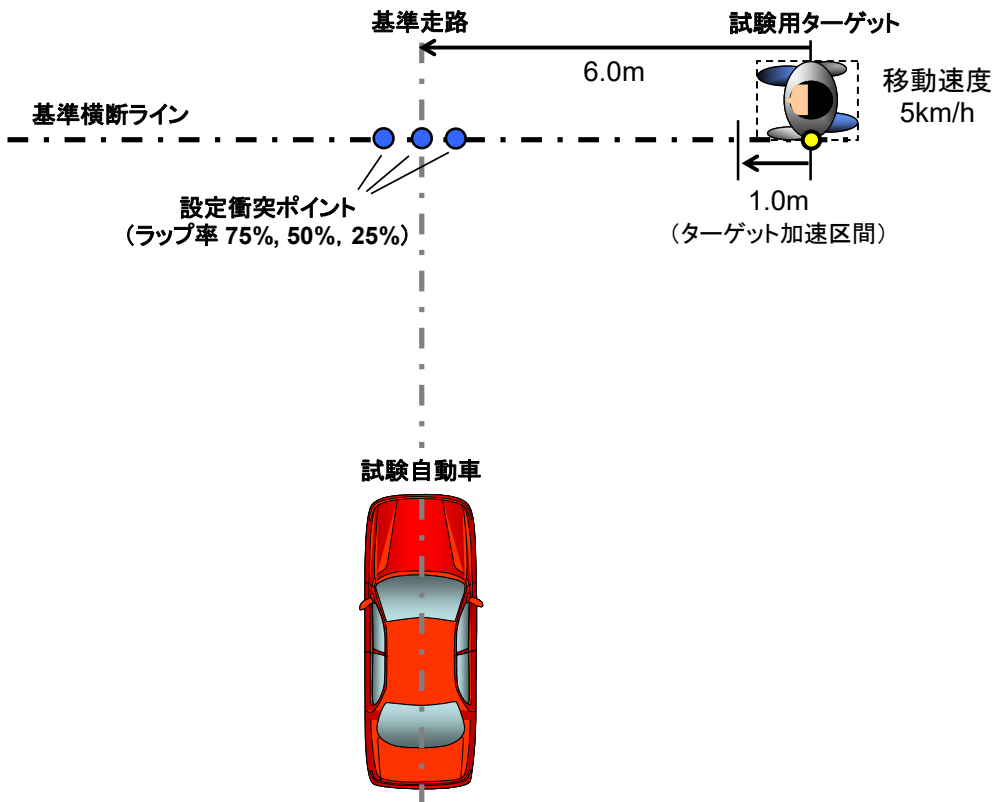 基準走路
試験用ターゲット
6.0m
移動速度
5km/h
基準横断ライン
設定衝突ポイント
（ラップ率 75%, 50%, 25%）
1.0m
（ターゲット加速区間）
試験自動車